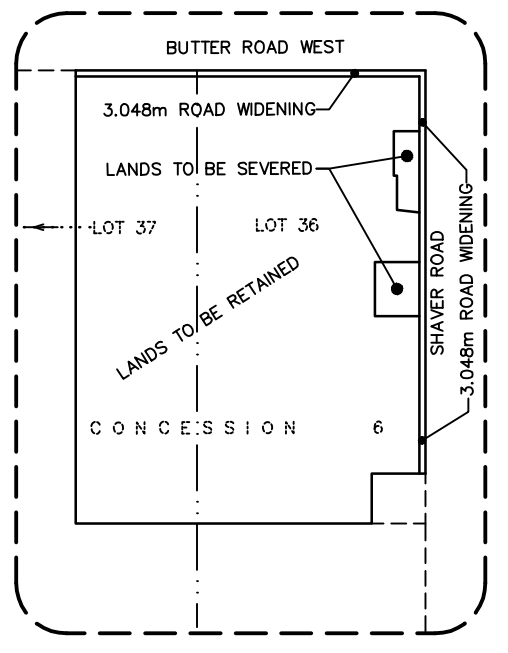 BUTTER ROAD WEST
3.048m ROAD WIDENING
LANDS TO BE SEVERED
LOT 37
LOT 36
SHAVER ROAD
3.048m ROAD WIDENING
LANDS TO BE RETAINED
CONCESSION 6